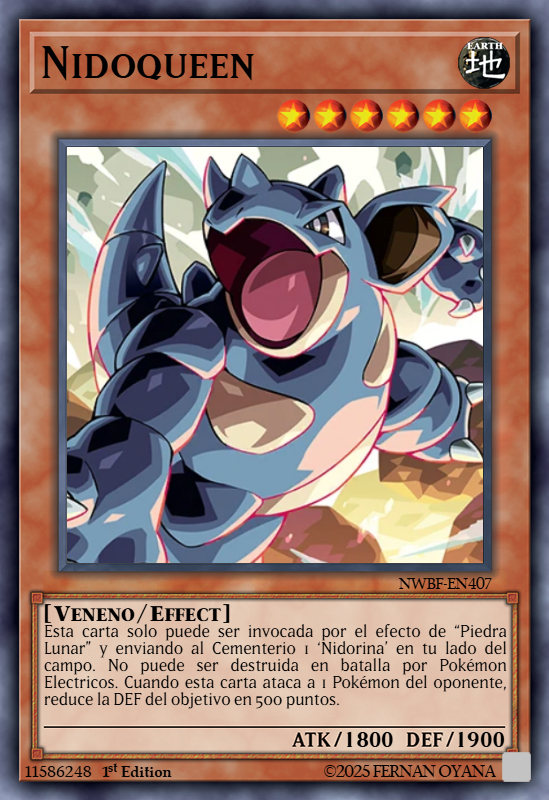 Nidoqueen
EARTH
地
NWBF-EN407
[Veneno/Effect]
Esta carta solo puede ser invocada por el efecto de “Piedra
Lunar” y enviando al Cementerio 1 ‘Nidorina’ en tu lado del
campo. No puede ser destruida en batalla por Pokémon
Electricos. Cuando esta carta ataca a 1 Pokémon del oponente,
reduce la DEF del objetivo en 500 puntos.
ATK/1800 DEF/1900
11586248 1st Edition ©2025 FERNAN OYANA